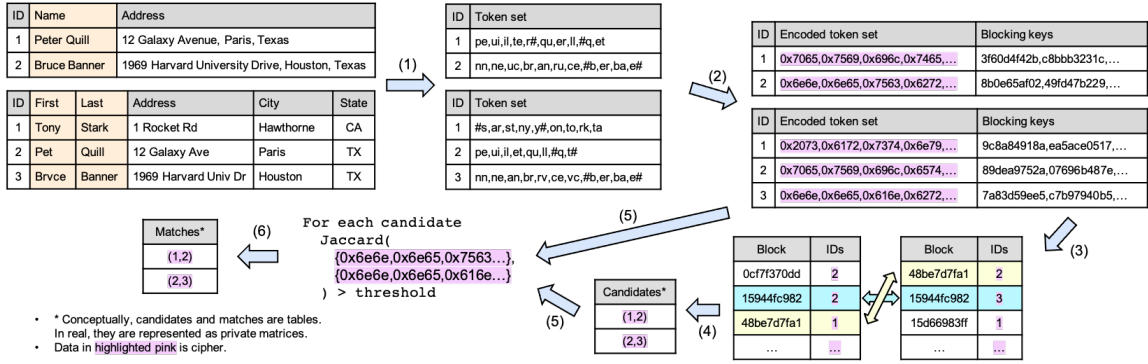 ID Name Address
1 Peter Quill 12 Galaxy Avenue, Paris, Texas
2 Bruce Banner 1969 Harvard University Drive, Houston, Texas
ID First Last Address City State
1 Tony Stark 1 Rocket Rd Hawthorne CA
2 Pet Quill 12 Galaxy Ave Paris TX
3 Brvce Banner 1969 Harvard Univ Dr Houston TX
(1)
ID Token set
1 pe,ui,il,te,r#,qu,er,ll,#q,et
2 nn,ne,uc,br,an,ru,ce,#b,er,ba,e#
ID Token set
1 #s,ar,st,ny,y#,on,to,rk,ta
2 pe,ui,il,et,qu,ll,#q,t#
3 nn,ne,an,br,rv,ce,vc,#b,er,ba,e#
(2)
ID Encoded token set Blocking keys
1 0x7065,0x7569,0x696c,0x7465,... 3f60d4f42b,c8bbb3231c,...
2 0x6e6e,0x6e65,0x7563,0x6272,... 8b0e65af02,49fd47b229,...
ID Encoded token set Blocking keys
1 0x2073,0x6172,0x7374,0x6e79,... 9c8a84918a,ea5ace0517,...
2 0x7065,0x7569,0x696c,0x6574,... 89dea9752a,07696b487e,...
3 0x6e6e,0x6e65,0x616e,0x6272,... 7a83d59ee5,c7b97940b5,...
(3)
Block IDs
0cf7f370dd 2
15944fc982 2
48be7d7fa1 1
... ...
Block IDs
48be7d7fa1 2
15944fc982 3
15d66983ff 1
... ...
(4)
Candidates*
(1,2)
(2,3)
(5)
(5)
For each candidate
Jaccard(
{0x6e6e,0x6e65,0x7563...},
{0x6e6e,0x6e65,0x616e...}
) > threshold
(6)
Matches*
(1,2)
(2,3)
• * Conceptually, candidates and matches are tables.
In real, they are represented as private matrices.
• Data in highlighted pink is cipher.